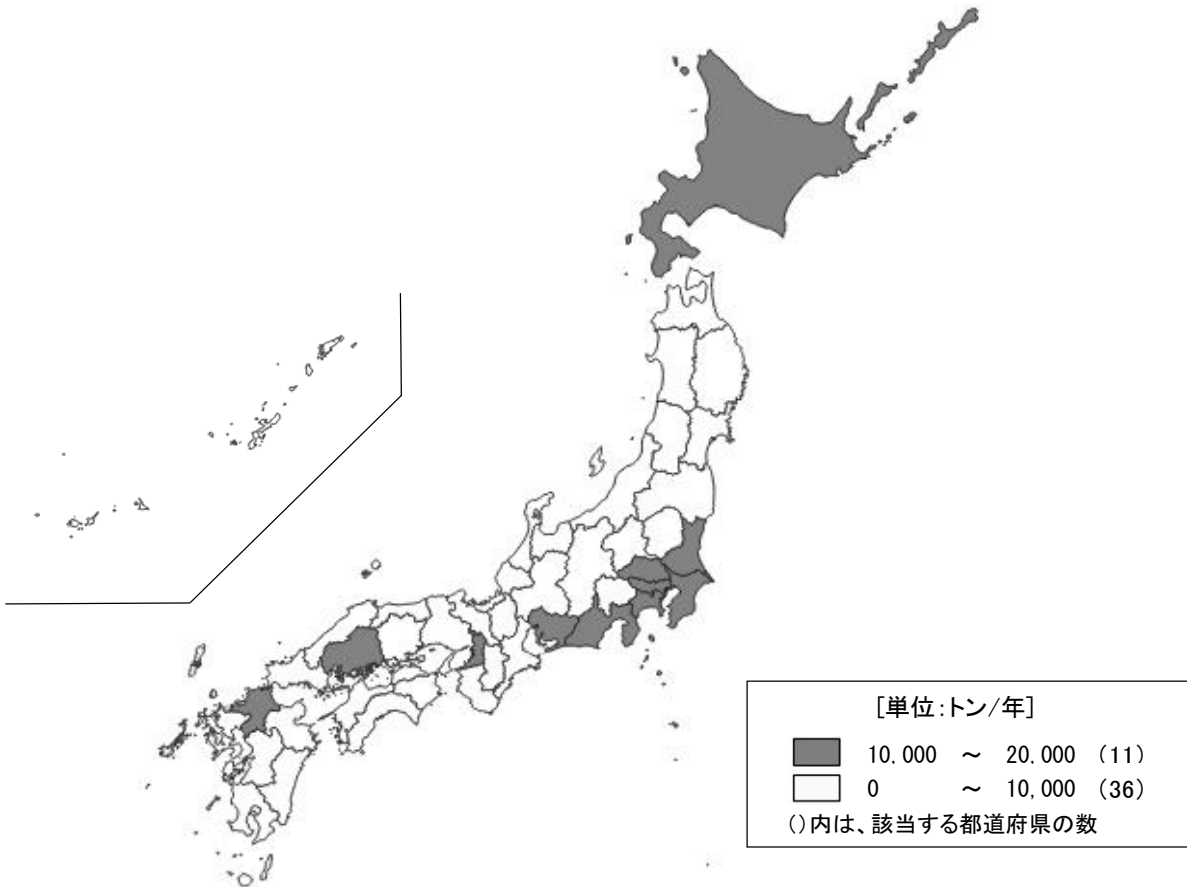 [単位:トン/年]
10,000 ～ 20,000 (11)
0 ～ 10,000 (36)
()内は、該当する都道府県の数